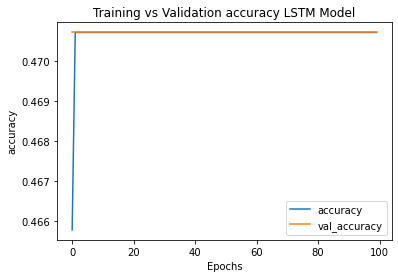 Training vs Validation accuracy LSTM Model
accuracy
0.470
0.469
0.468
0.467
0.466
0
20
40
60
80
100
Epochs
accuracy
val_accuracy